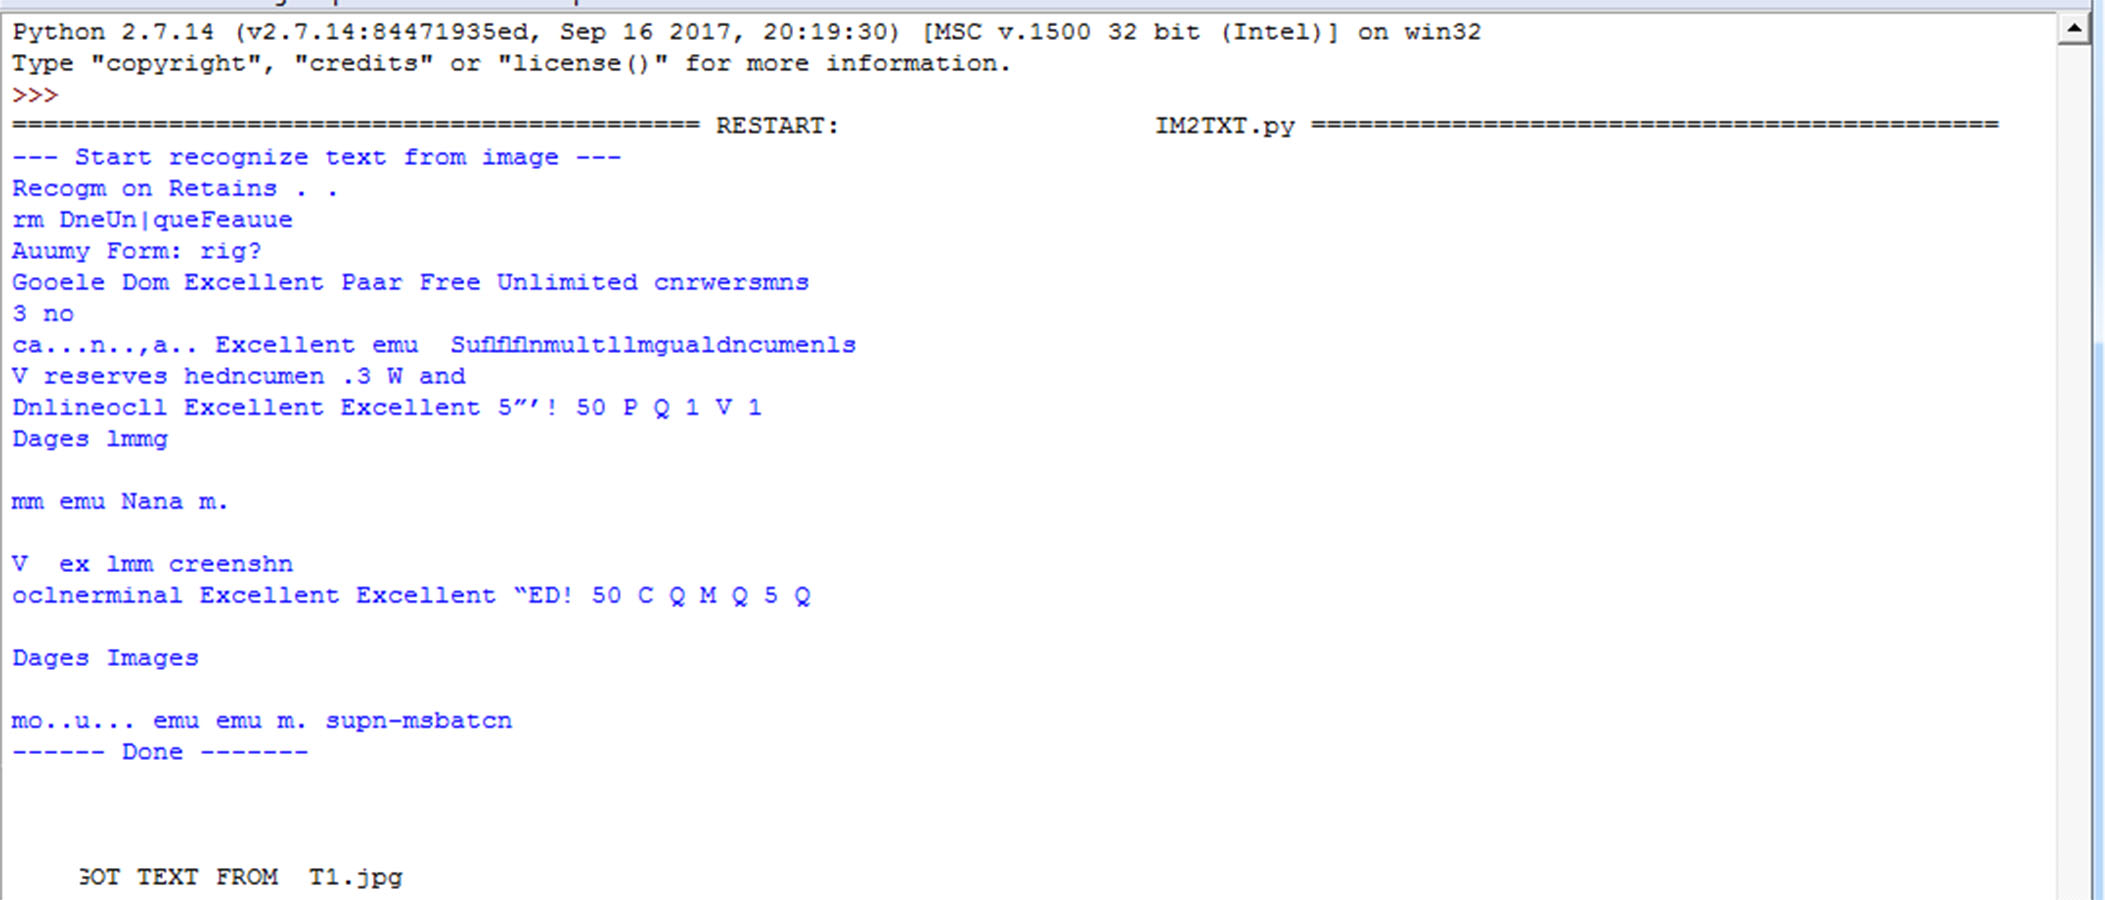 Python 2.7.14 (v2.7.14:84471935ed, Sep 16 2017, 20:19:30) [MSC v.1500 32 bit (Intel)] on win32
Type "copyright", "credits" or "license()" for more information.
>>>
============================================ RESTART: IM2TXT.py ============================================
--- Start recognize text from image ---
Recogm on Retains . .
rm DneUn|queFeauue
Auumy Form: rig?
Gooele Dom Excellent Paar Free Unlimited cnrwersmns
3 no
ca...n..,a.. Excellent emu  Suflflflnmultllmgualdncumenls
V reserves hedncumen .3 W and
Dnlineocll Excellent Excellent 5”’! 50 P Q 1 V 1
Dages lmmg
mm emu Nana m.
V  ex lmm creenshn
oclnerminal Excellent Excellent “ED! 50 C Q M Q 5 Q
Dages Images
mo..u... emu emu m. supn-msbatcn
------ Done -------
TEXT FROM  T1.jpg